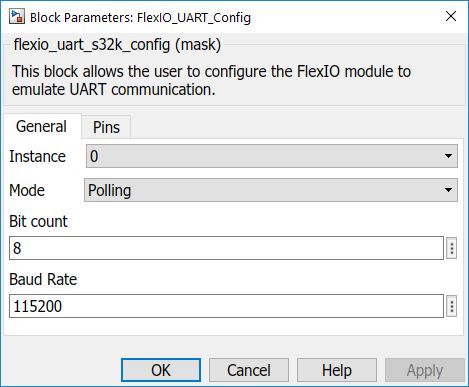 Block Parameters: FlexIO_UART_Config
flexio_uart_s32k_config (mask)
This block allows the user to configure the FlexIO module to
emulate UART communication.
General Pins
Instance 0
Mode Polling
Bit count
8
Baud Rate
115200
OK Cancel Help Apply